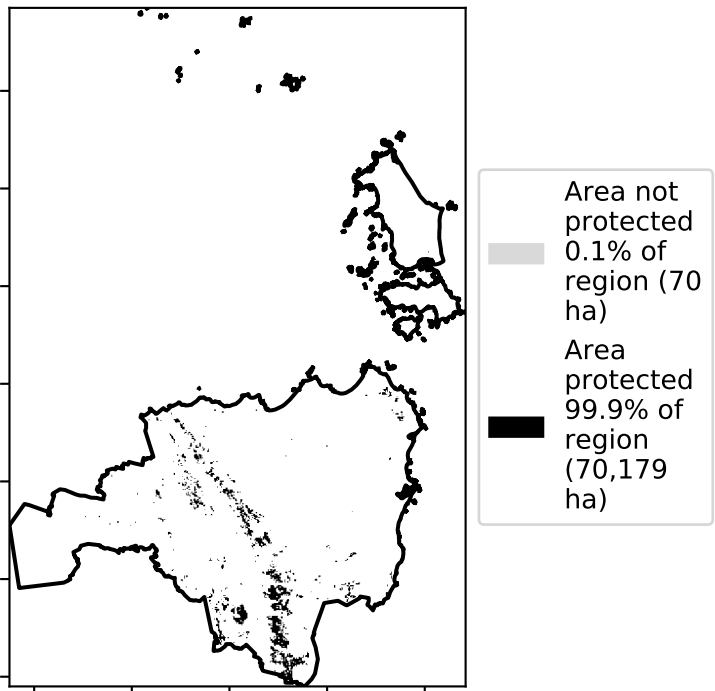 Area not
protected
0.1% of
region (70
ha)
Area
protected
99.9% of
region
(70,179
ha)